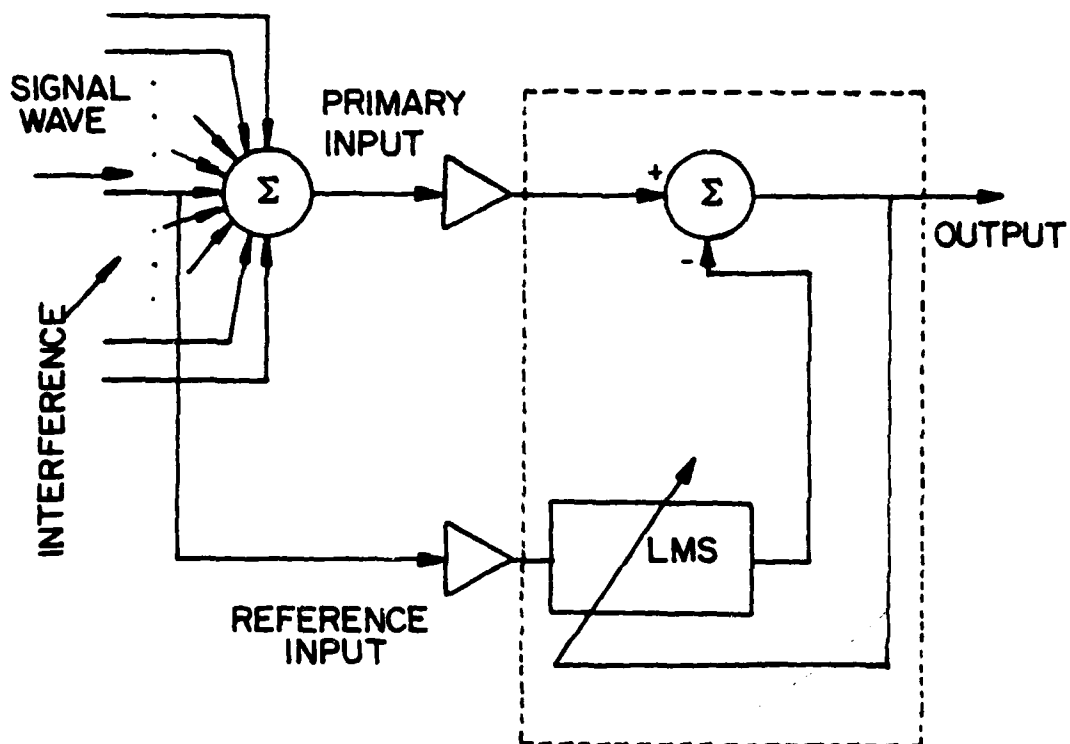 SIGNAL
WAVE
PRIMARY
INPUT
Σ
+
Σ
-
OUTPUT
INTERFERENCE
LMS
REFERENCE
INPUT